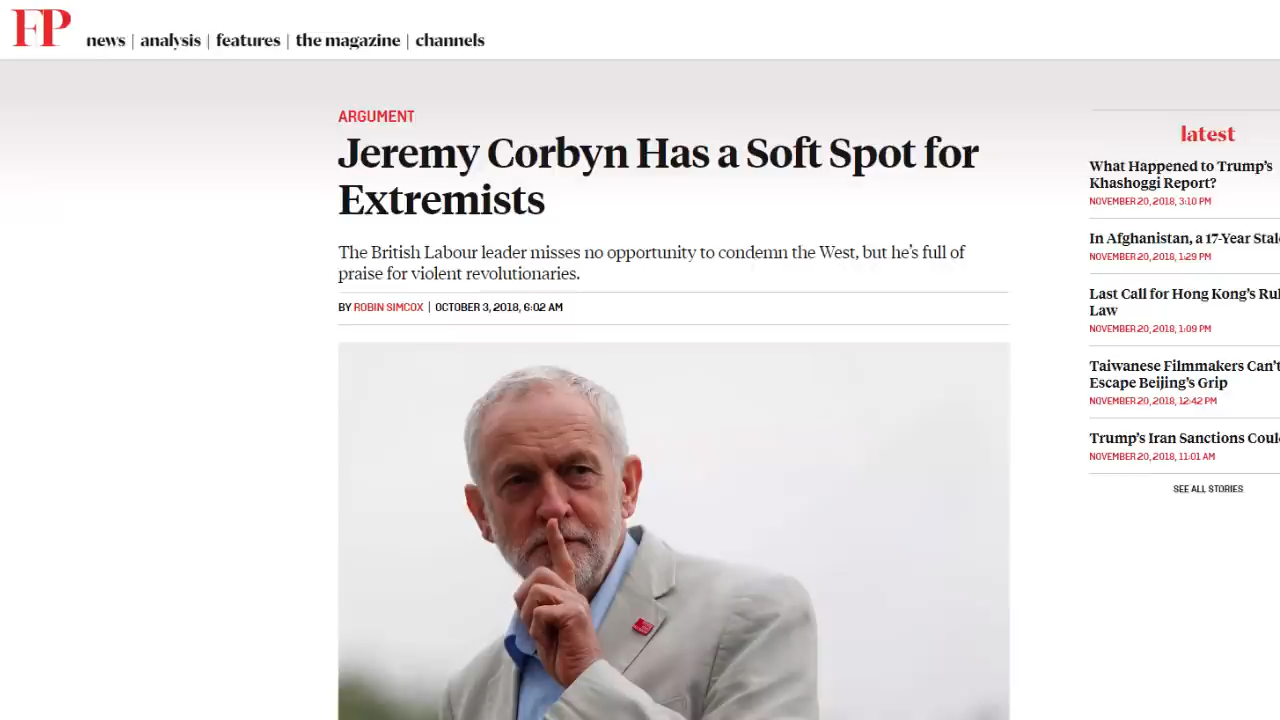 FP
news | analysis | features | the magazine | channels
ARGUMENT
Jeremy Corbyn Has a Soft Spot for
Extremists
The British Labour leader misses no opportunity to condemn the West, but he's full of
praise for violent revolutionaries.
BY ROBIN SIMCOX | OCTOBER 3, 2018, 6:02 AM
latest
What Happened to Trump's
Khashoggi Report?
NOVEMBER 20, 2018, 3:10 PM
In Afghanistan, a 17-Year
NOVEMBER 20, 2018, 1:29 PM
Last Call for Hong Kong's
Law
NOVEMBER 20, 2018, 1:09 PM
Taiwanese Filmmakers Can't
Escape Beijing's Grip
NOVEMBER 20, 2018, 12:42 PM
Trump's Iran Sanctions
NOVEMBER 20, 2018, 11:01 AM
SEE ALL STORIES